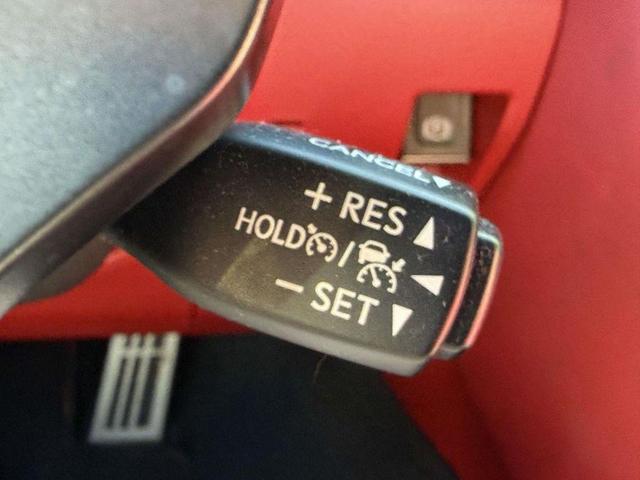 CANCEL
+ RES
HOLD /
− SET